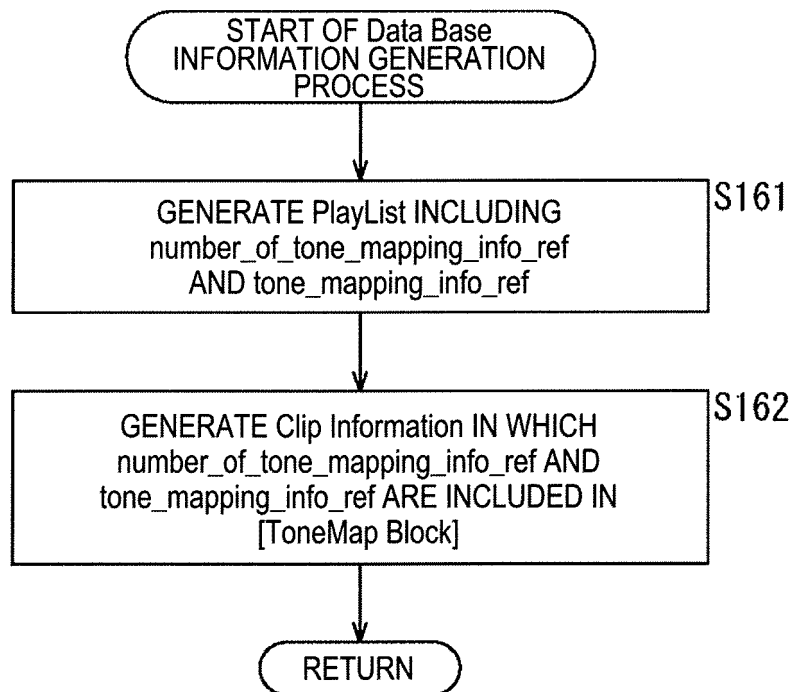 START OF Data Base
INFORMATION GENERATION
PROCESS
S161
GENERATE PlayList INCLUDING
number_of_tone_mapping_info_ref
AND tone_mapping_info_ref
S162
GENERATE Clip Information IN WHICH
number_of_tone_mapping_info_ref AND
tone_mapping_info_ref ARE INCLUDED IN
[ToneMap Block]
RETURN